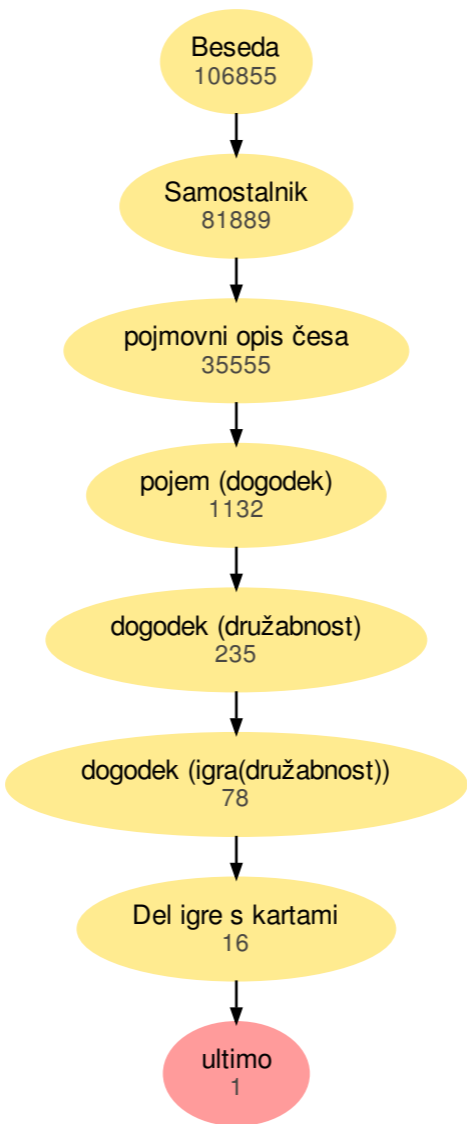 Beseda
106855
Samostalnik
81889
pojmovni opis česa
35555
pojem (dogodek)
1132
dogodek (družabnost)
235
dogodek (igra(družabnost))
78
Del igre s kartami
16
ultimo
1